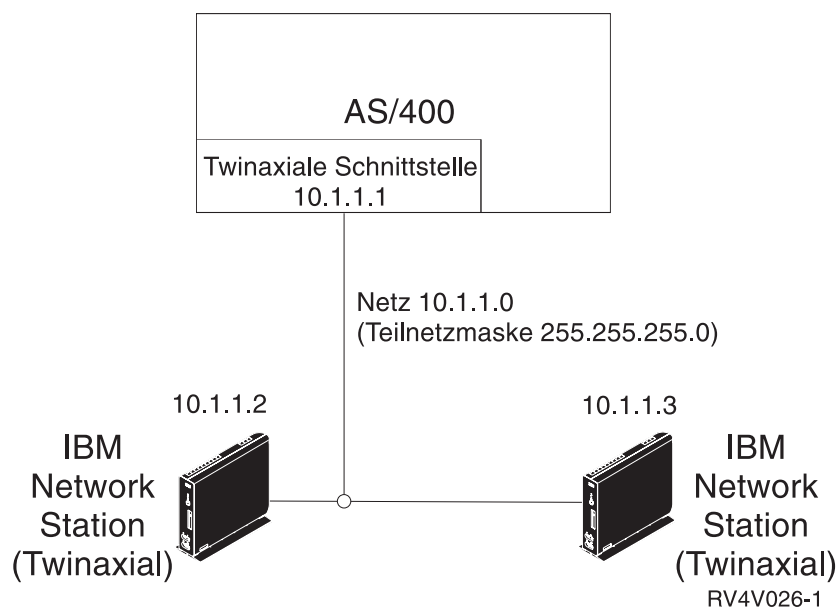 AS/400
Twinaxiale Schnittstelle
10.1.1.1
Netz 10.1.1.0
(Teilnetzmaske 255.255.255.0)
10.1.1.2
IBM
Network
Station
(Twinaxial)
10.1.1.3
IBM
Network
Station
(Twinaxial)
RV4V026-1